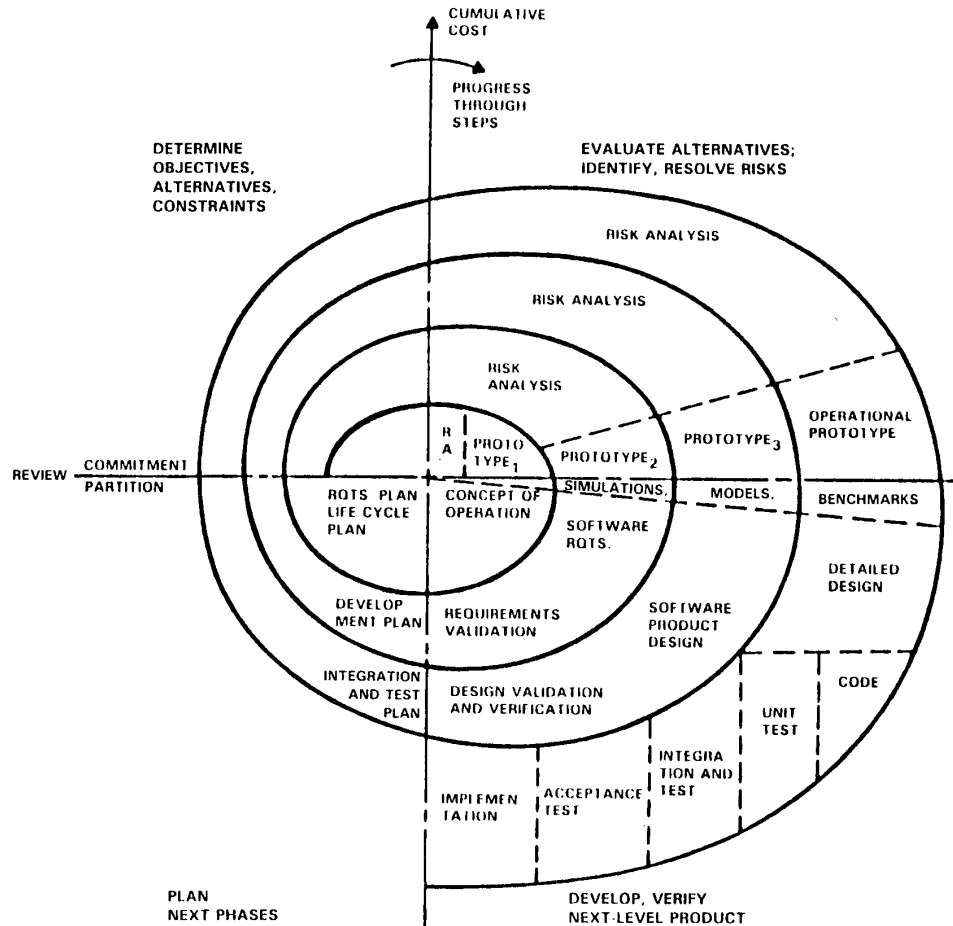 CUMULATIVE
COST
PROGRESS
THROUGH
STEPS
DETERMINE
OBJECTIVES,
ALTERNATIVES,
CONSTRAINTS
EVALUATE ALTERNATIVES;
IDENTIFY, RESOLVE RISKS
RISK ANALYSIS
RISK ANALYSIS
RISK
ANALYSIS
R
A
PROTO
TYPE1
PROTOTYPE2
PROTOTYPE3
OPERATIONAL
PROTOTYPE
REVIEW
COMMITMENT
PARTITION
RQTS PLAN
LIFE CYCLE
PLAN
CONCEPT OF
OPERATION
SIMULATIONS,
MODELS,
BENCHMARKS
SOFTWARE
RQTS.
DEVELOP
MENT PLAN
REQUIREMENTS
VALIDATION
SOFTWARE
PRODUCT
DESIGN
DETAILED
DESIGN
INTEGRATION
AND TEST
PLAN
DESIGN VALIDATION
AND VERIFICATION
CODE
UNIT
TEST
INTEGRA
TION AND
TEST
ACCEPTANCE
TEST
IMPLEMEN
TATION
PLAN
NEXT PHASES
DEVELOP, VERIFY
NEXT-LEVEL PRODUCT